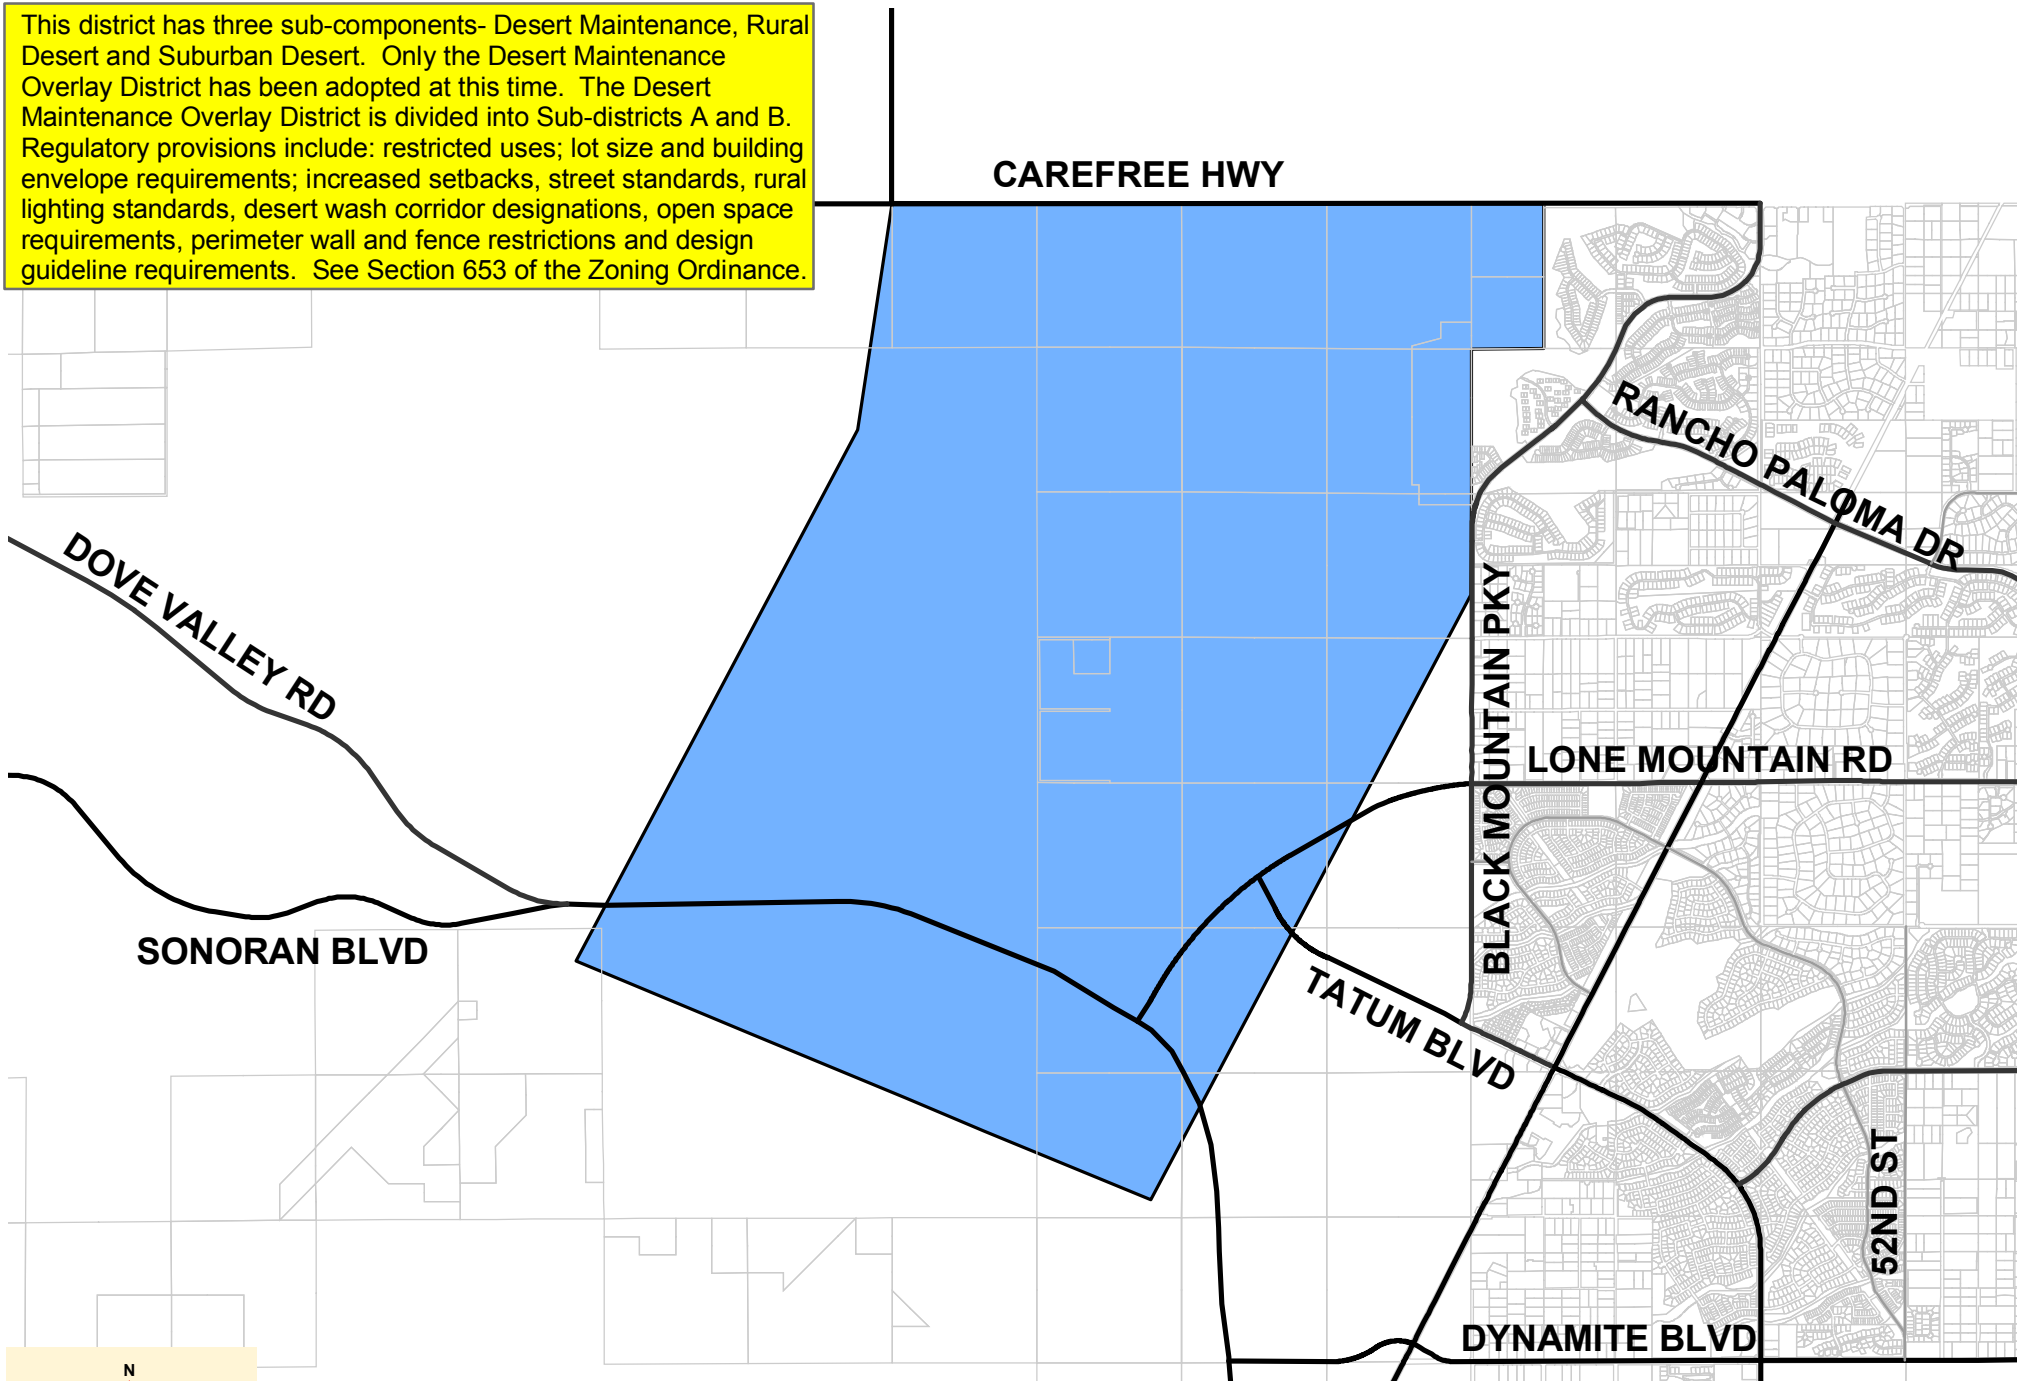 This district has three sub-components- Desert Maintenance, Rural
Desert and Suburban Desert.  Only the Desert Maintenance
Overlay District has been adopted at this time.  The Desert
Maintenance Overlay District is divided into Sub-districts A and B.
Regulatory provisions include: restricted uses; lot size and building
envelope requirements; increased setbacks, street standards, rural
lighting standards, desert wash corridor designations, open space
requirements, perimeter wall and fence restrictions and design
guideline requirements.  See Section 653 of the Zoning Ordinance.
CAREFREE HWY
RANCHO PALOMA DR
DOVE VALLEY RD
BLACK MOUNTAIN PKY
LONE MOUNTAIN RD
SONORAN BLVD
TATUM BLVD
52ND ST
DYNAMITE BLVD
N